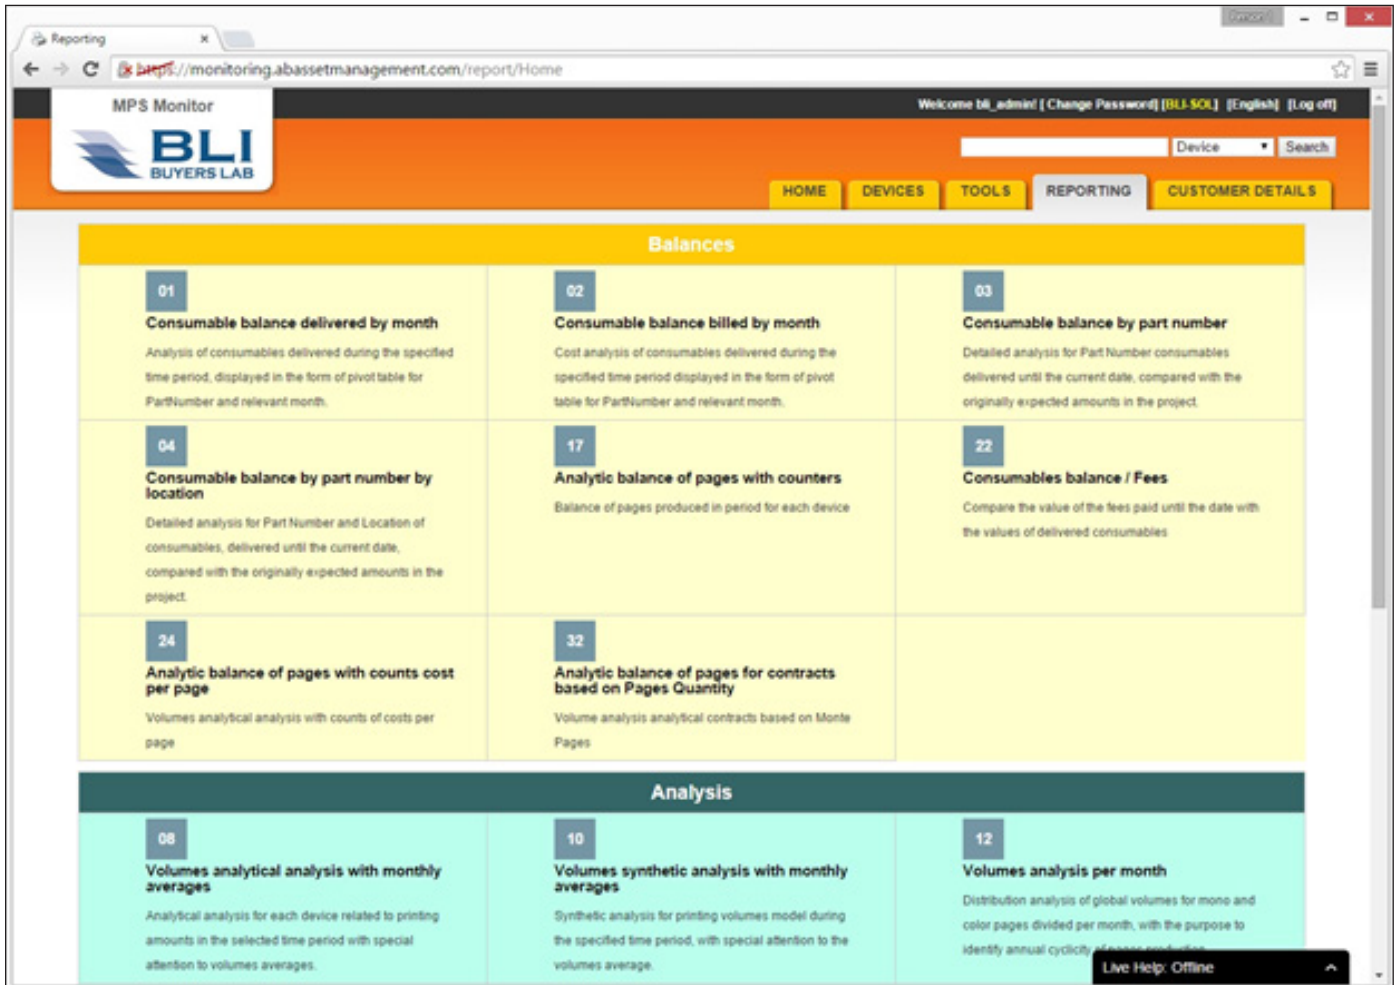 Reporting
https://monitoring.abassetmanagement.com/report/Home
MPS Monitor
Welcome bli_admin! [ Change Password] [BLI-SOL] [English] [Log off]
BLI
BUYERS LAB
Device Search
HOME DEVICES TOOLS REPORTING CUSTOMER DETAILS
Balances
01
Consumable balance delivered by month
Analysis of consumables delivered during the specified
time period, displayed in the form of pivot table for
PartNumber and relevant month.
02
Consumable balance billed by month
Cost analysis of consumables delivered during the
specified time period displayed in the form of pivot
table for PartNumber and relevant month.
03
Consumable balance by part number
Detailed analysis for Part Number consumables
delivered until the current date, compared with the
originally expected amounts in the project.
04
Consumable balance by part number by
location
Detailed analysis for Part Number and Location of
consumables, delivered until the current date,
compared with the originally expected amounts in the
project.
17
Analytic balance of pages with counters
Balance of pages produced in period for each device
22
Consumables balance / Fees
Compare the value of the fees paid until the date with
the values of delivered consumables
24
Analytic balance of pages with counts cost
per page
Volumes analytical analysis with counts of costs per
page
32
Analytic balance of pages for contracts
based on Pages Quantity
Volume analysis analytical contracts based on Monte
Pages
Analysis
08
Volumes analytical analysis with monthly
averages
Analytical analysis for each device related to printing
amounts in the selected time period with special
attention to volumes averages.
10
Volumes synthetic analysis with monthly
averages
Synthetic analysis for printing volumes model during
the specified time period, with special attention to the
volumes average.
12
Volumes analysis per month
Distribution analysis of global volumes for mono and
color pages divided per month, with the purpose to
identify annual cyclicity of pages production
Live Help: Offline